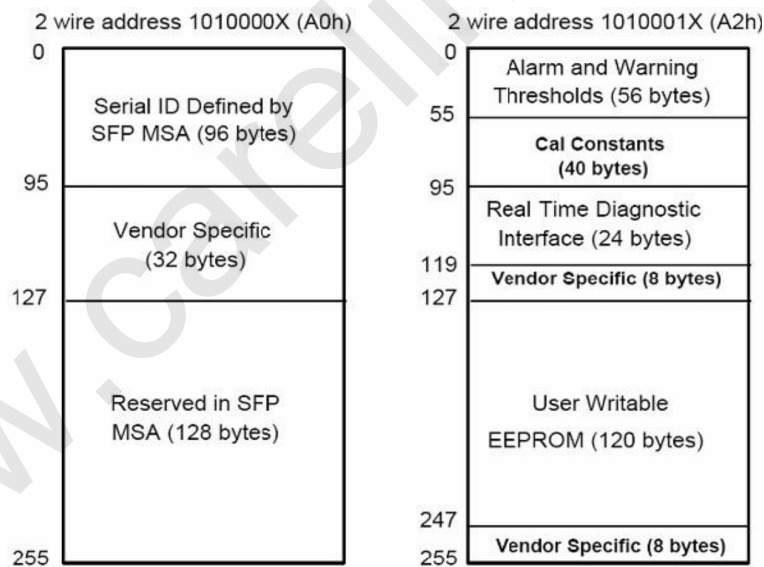 2 wire address 1010000X (A0h)
0
Serial ID Defined by
SFP MSA (96 bytes)
95
Vendor Specific
(32 bytes)
127
Reserved in SFP
MSA (128 bytes)
255
2 wire address 1010001X (A2h)
0
Alarm and Warning
Thresholds (56 bytes)
55
Cal Constants
(40 bytes)
95
Real Time Diagnostic
Interface (24 bytes)
119
Vendor Specific (8 bytes)
127
User Writable
EEPROM (120 bytes)
247
Vendor Specific (8 bytes)
255